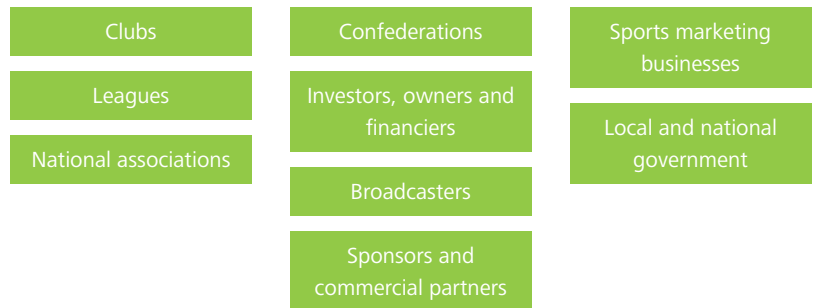 Clubs
Leagues
National associations
Confederations
Investors, owners and
financiers
Broadcasters
Sponsors and
commercial partners
Sports marketing
businesses
Local and national
government